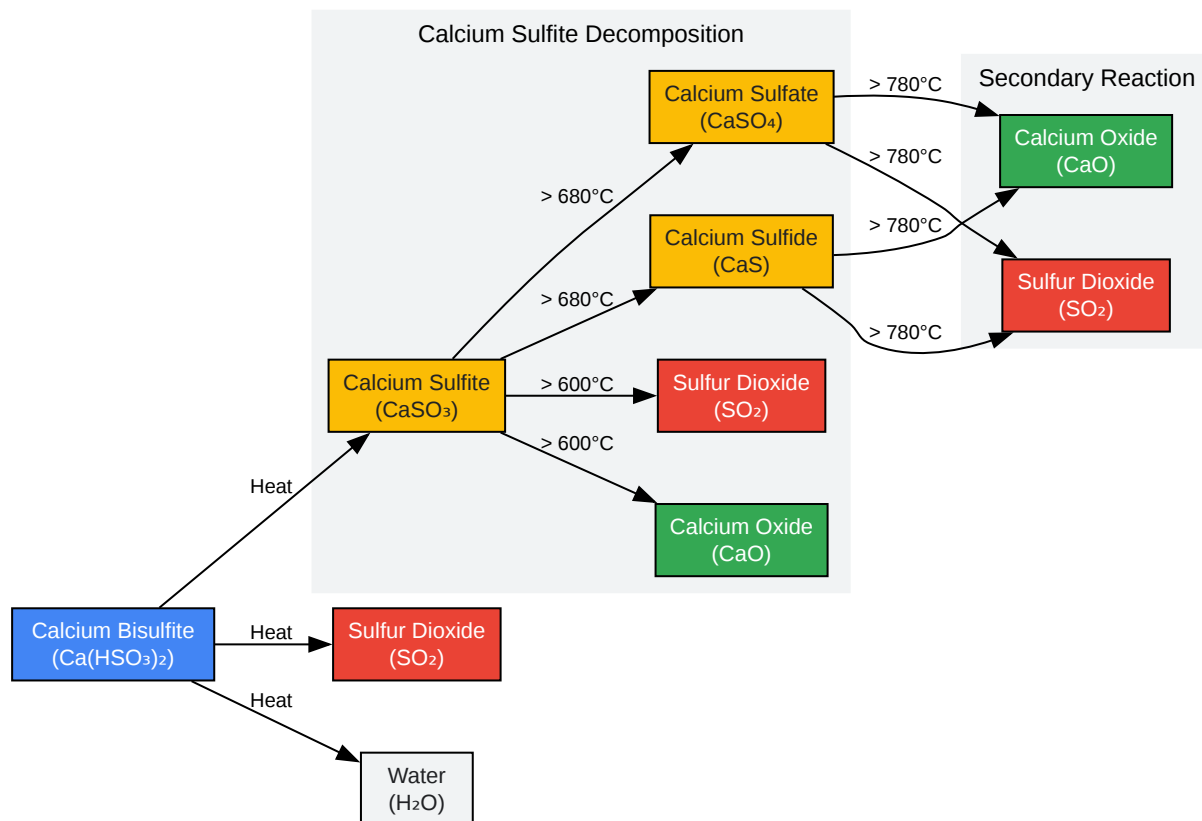 Calcium Sulfite Decomposition
Secondary Reaction
Calcium Sulfate
(CaSO₄)
> 780°C
Calcium Oxide
(CaO)
> 780°C
> 680°C
Calcium Sulfide
(CaS)
> 780°C
Sulfur Dioxide
(SO₂)
> 680°C
> 780°C
Calcium Sulfite
(CaSO₃)
> 600°C
Sulfur Dioxide
(SO₂)
> 600°C
Heat
Calcium Oxide
(CaO)
Calcium Bisulfite
(Ca(HSO₃)₂)
Heat
Sulfur Dioxide
(SO₂)
Heat
Water
(H₂O)